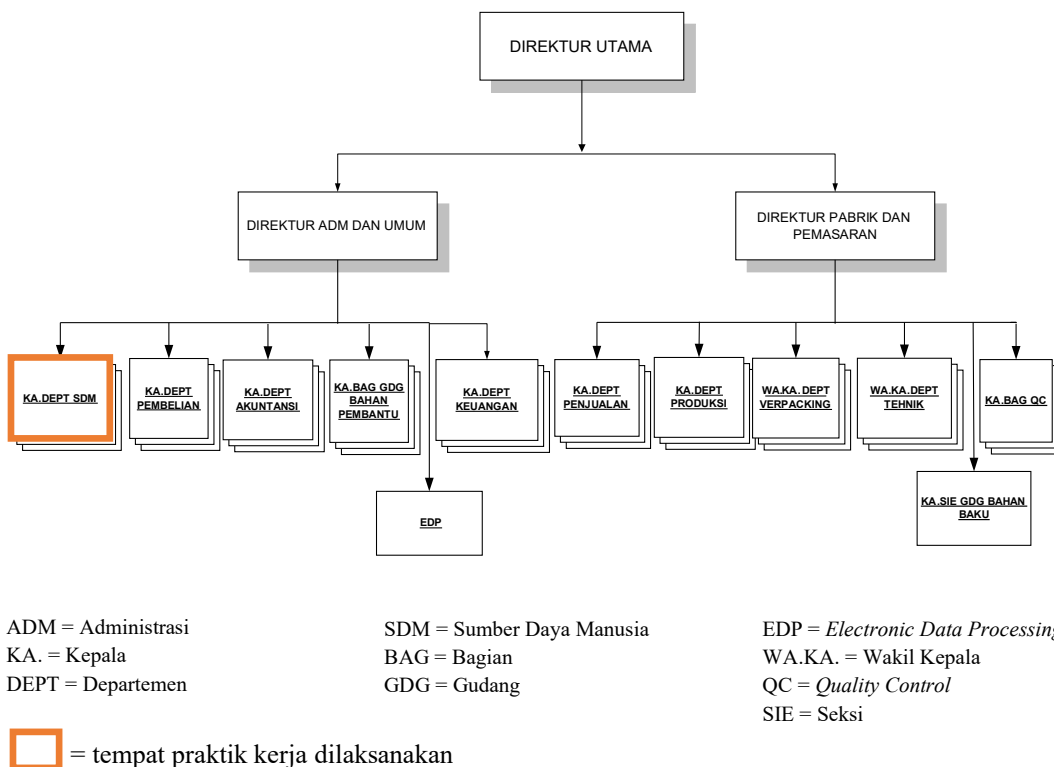 DIREKTUR UTAMA
DIREKTUR ADM DAN UMUM
DIREKTUR PABRIK DAN
PEMASARAN
KA.DEPT SDM
KA.DEPT
PEMBELIAN
KA.DEPT
AKUNTANSI
KA.BAG GDG
BAHAN
PEMBANTU
KA.DEPT
KEUANGAN
KA.DEPT
PENJUALAN
KA.DEPT
PRODUKSI
WA.KA. DEPT
VERPACKING
WA.KA.DEPT
TEHNIK
KA.BAG QC
EDP
KA.SIE GDG BAHAN
BAKU
ADM = Administrasi
KA. = Kepala
DEPT = Departemen
SDM = Sumber Daya Manusia
BAG = Bagian
GDG = Gudang
EDP = Electronic Data Processing
WA.KA. = Wakil Kepala
QC = Quality Control
SIE = Seksi
= tempat praktik kerja dilaksanakan